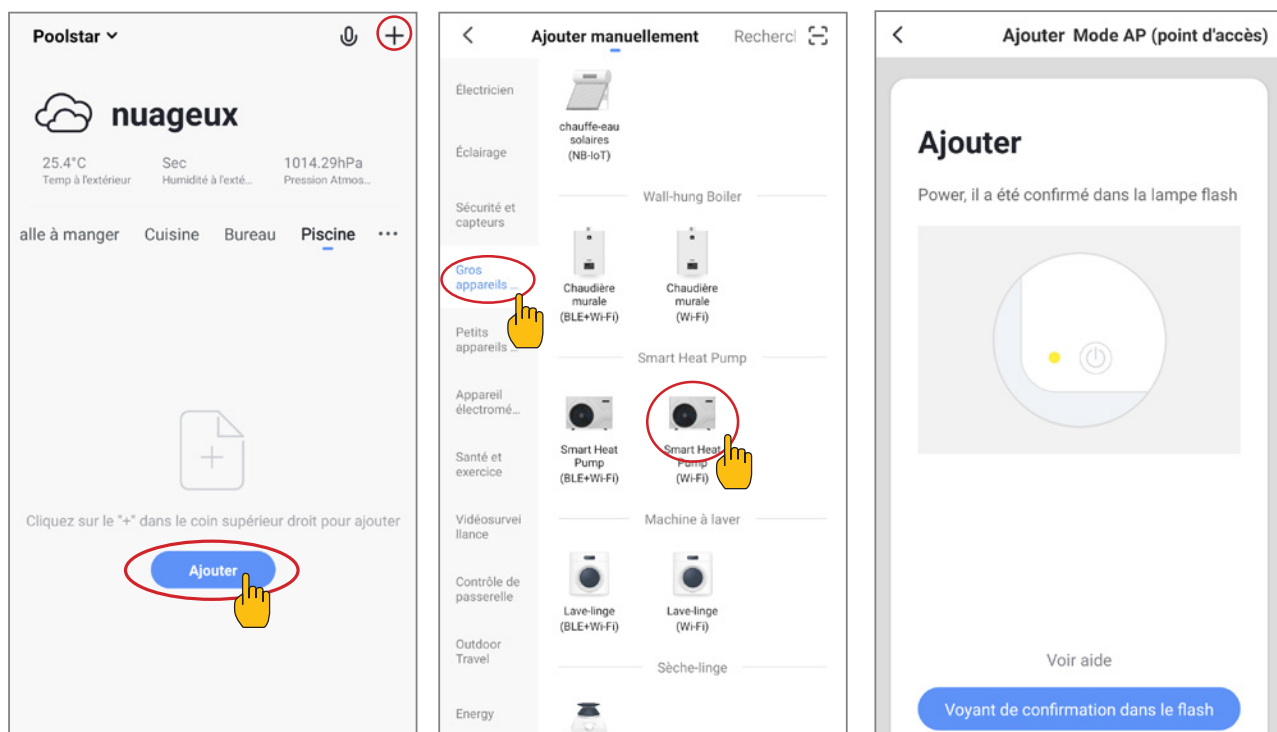 Poolstar
nuageux
25.4°C Sec 1014.29hPa
Temp à l'extérieur Humidité à l'exté... Pression Atmos...
alle à manger Cuisine Bureau Piscine ...
Cliquez sur le "+" dans le coin supérieur droit pour ajouter
Ajouter
Ajouter manuellement Recherch
Électricien
Éclairage
Sécurité et
capteurs
Gros
appareils ...
Petits
appareils ...
Appareil
électromé...
Santé et
exercice
Vidéosurvei
llance
Contrôle de
passerelle
Outdoor
Travel
Energy
chauffe-eau
solaires
(NB-IoT)
Wall-hung Boiler
Chaudière
murale
(BLE+Wi-Fi)
Chaudière
murale
(Wi-Fi)
Smart Heat Pump
Smart Heat
Pump
(BLE+Wi-Fi)
Smart Heat
Pump
(Wi-Fi)
Machine à laver
Lave-linge
(BLE+Wi-Fi)
Lave-linge
(Wi-Fi)
Sèche-linge
Ajouter Mode AP (point d'accès)
Ajouter
Power, il a été confirmé dans la lampe flash
Voir aide
Voyant de confirmation dans le flash